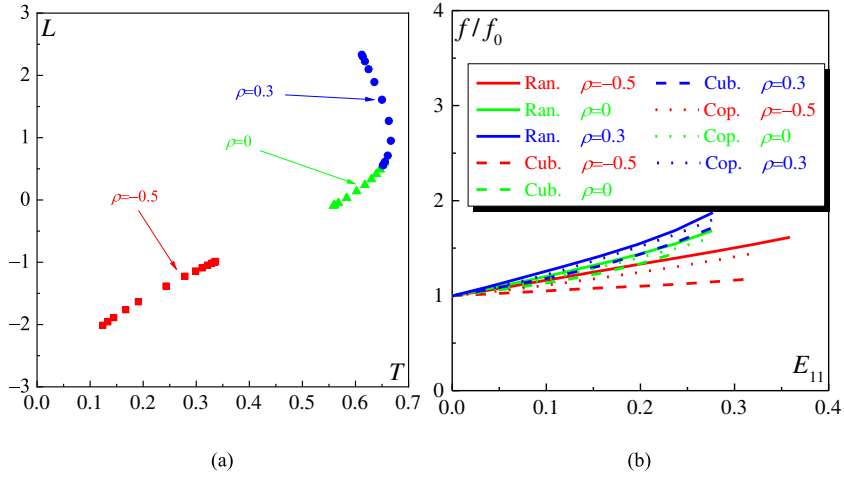 L
3
2
1
0
−1
−2
−3
ρ=0.3
ρ=0
ρ=−0.5
T
0.0 0.1 0.2 0.3 0.4 0.5 0.6 0.7
(a)
f/f0
4
3
2
1
0
Ran. ρ=−0.5
Ran. ρ=0
Ran. ρ=0.3
Cub. ρ=−0.5
Cub. ρ=0
Cub. ρ=0.3
Cop. ρ=−0.5
Cop. ρ=0
Cop. ρ=0.3
E11
0.0 0.1 0.2 0.3 0.4
(b)